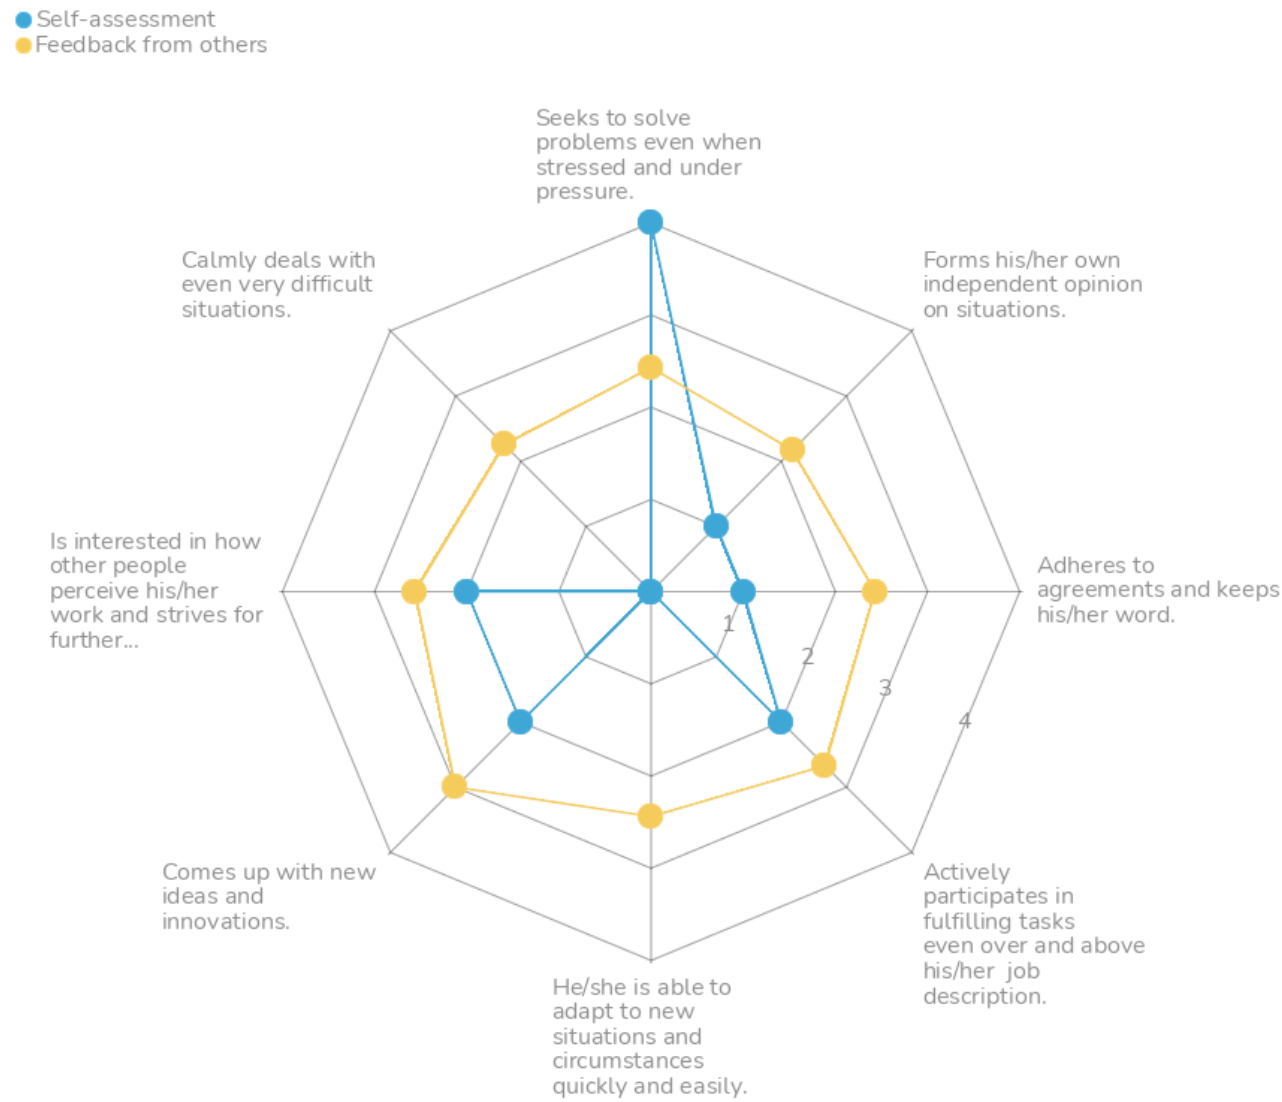 Self-assessment
Feedback from others
Seeks to solve
problems even when
stressed and under
pressure.
Calmly deals with
even very difficult
situations.
Forms his/her own
independent opinion
on situations.
Is interested in how
other people
perceive his/her
work and strives for
further...
Adheres to
agreements and keeps
his/her word.
1
2
3
4
Comes up with new
ideas and
innovations.
Actively
participates in
fulfilling tasks
even over and above
his/her  job
description.
He/she is able to
adapt to new
situations and
circumstances
quickly and easily.